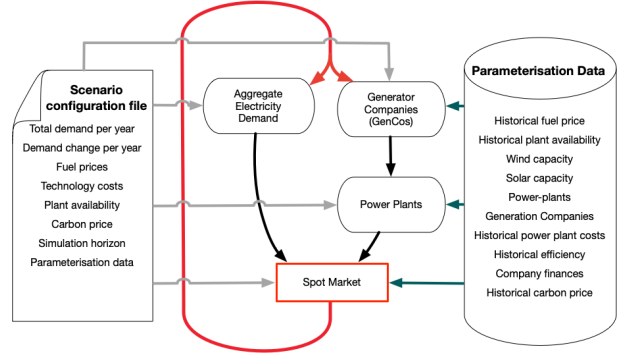 Scenario
configuration file
Total demand per year
Demand change per year
Fuel prices
Technology costs
Plant availability
Carbon price
Simulation horizon
Parameterisation data
Aggregate
Electricity
Demand
Generator
Companies
(GenCos)
Power Plants
Spot Market
Parameterisation Data
Historical fuel price
Historical plant availability
Wind capacity
Solar capacity
Power-plants
Generation Companies
Historical power plant costs
Historical efficiency
Company finances
Historical carbon price